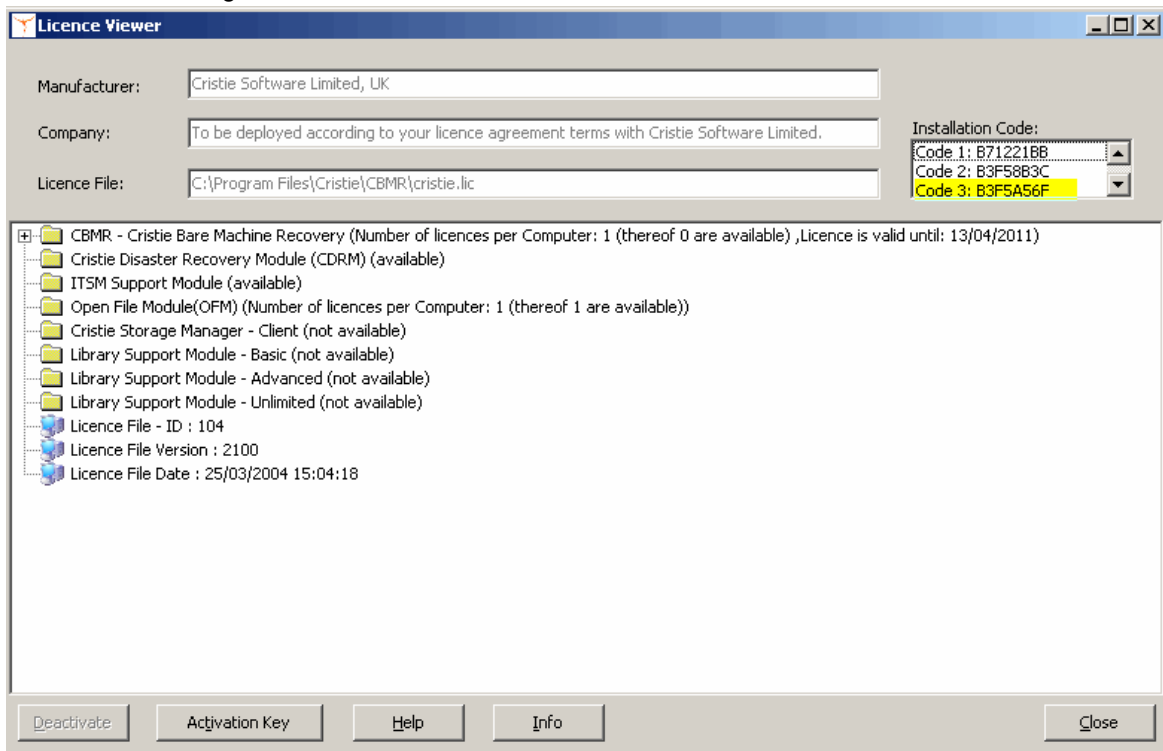 Licence Viewer
Manufacturer:
Cristie Software Limited, UK
Company:
To be deployed according to your licence agreement terms with Cristie Software Limited.
Installation Code:
Code 1: B71221BB
Code 2: B3F58B3C
Code 3: B3F5A56F
Licence File:
C:\Program Files\Cristie\CBMR\cristie.lic
CBMR - Cristie Bare Machine Recovery (Number of licences per Computer: 1 (thereof 0 are available) ,Licence is valid until: 13/04/2011)
Cristie Disaster Recovery Module (CDRM) (available)
ITSM Support Module (available)
Open File Module(OFM) (Number of licences per Computer: 1 (thereof 1 are available))
Cristie Storage Manager - Client (not available)
Library Support Module - Basic (not available)
Library Support Module - Advanced (not available)
Library Support Module - Unlimited (not available)
Licence File - ID : 104
Licence File Version : 2100
Licence File Date : 25/03/2004 15:04:18
Deactivate
Activation Key
Help
Info
Close